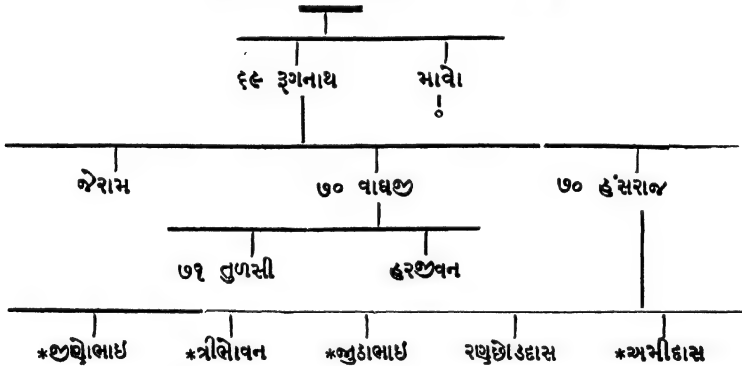 ૬૯ રૂગનાથ માવો
જેરામ ૭૦ વાઘજી ૭૦ હંસરાજ
૭૧ તુળસી હરજીવન
*જીણાભાઇ *ત્રીભોવન *જુઠાભાઇ રણછોડદાસ *અમીદાસ